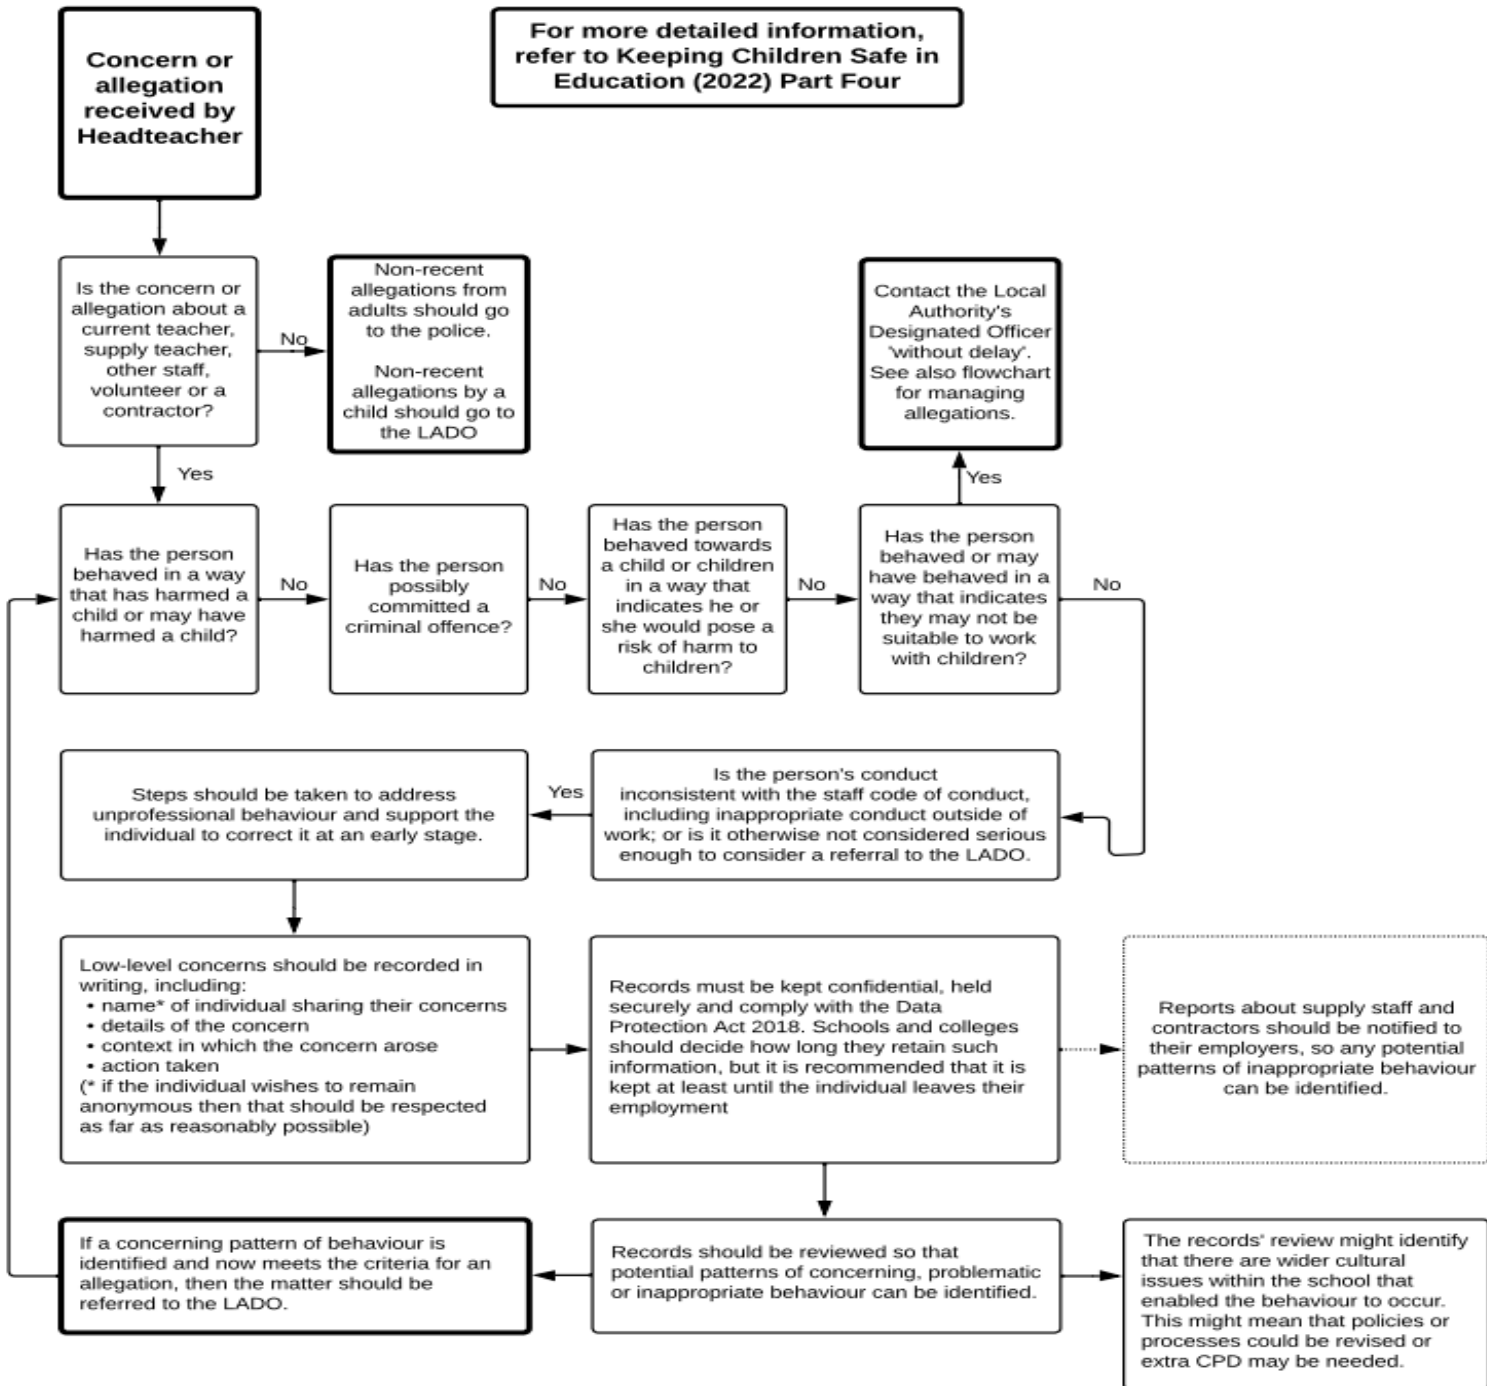 Concern or
allegation
received by
Headteacher
For more detailed information,
refer to Keeping Children Safe in
Education (2022) Part Four
Is the concern or
allegation about a
current teacher,
supply teacher,
other staff,
volunteer or a
contractor?
No
Non-recent
allegations from
adults should go
to the police.
Non-recent
allegations by a
child should go to
the LADO
Contact the Local
Authority's
Designated Officer
'without delay'.
See also flowchart
for managing
allegations.
Yes
Yes
Has the person
behaved in a way
that has harmed a
child or may have
harmed a child?
No
Has the person
possibly
committed a
criminal offence?
No
Has the person
behaved towards
a child or children
in a way that
indicates he or
she would pose a
risk of harm to
children?
No
Has the person
behaved or may
have behaved in a
way that indicates
they may not be
suitable to work
with children?
No
Steps should be taken to address
unprofessional behaviour and support the
individual to correct it at an early stage.
Yes
Is the person's conduct
inconsistent with the staff code of conduct,
including inappropriate conduct outside of
work; or is it otherwise not considered serious
enough to consider a referral to the LADO.
Low-level concerns should be recorded in
writing, including:
• name* of individual sharing their concerns
• details of the concern
• context in which the concern arose
• action taken
(* if the individual wishes to remain
anonymous then that should be respected
as far as reasonably possible)
Records must be kept confidential, held
securely and comply with the Data
Protection Act 2018. Schools and colleges
should decide how long they retain such
information, but it is recommended that it is
kept at least until the individual leaves their
employment
Reports about supply staff and
contractors should be notified to
their employers, so any potential
patterns of inappropriate behaviour
can be identified.
If a concerning pattern of behaviour is
identified and now meets the criteria for an
allegation, then the matter should be
referred to the LADO.
Records should be reviewed so that
potential patterns of concerning, problematic
or inappropriate behaviour can be identified.
The records' review might identify
that there are wider cultural
issues within the school that
enabled the behaviour to occur.
This might mean that policies or
processes could be revised or
extra CPD may be needed.